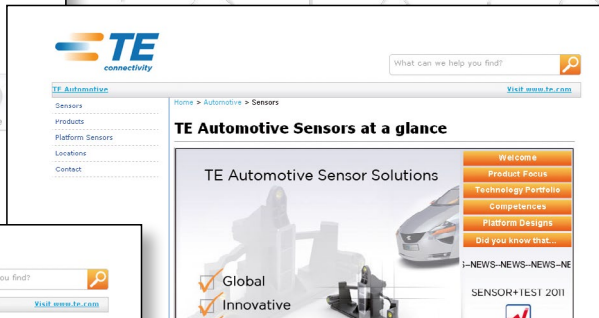 TE
connectivity
What can we help you find?
TE Automotive
Visit www.te.com
Sensors
Products
Platform Sensors
Locations
Contact
Home > Automotive > Sensors
TE Automotive Sensors at a glance
TE Automotive Sensor Solutions
Global
Innovative
Welcome
Product Focus
Technology Portfolio
Competences
Platform Designs
Did you know that...
S-NEWS--NEWS--NEWS--NE
SENSOR+TEST 2011
ou find?
Visit www.te.com